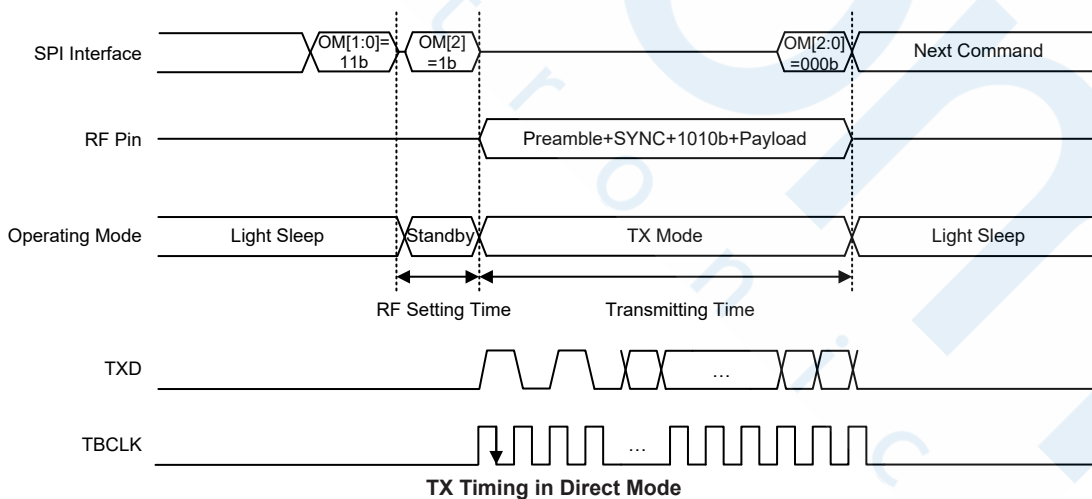 SPI Interface
OM[1:0]=
11b
OM[2]
=1b
OM[2:0]
=000b
Next Command
RF Pin
Preamble+SYNC+1010b+Payload
Operating Mode
Light Sleep
Standby
TX Mode
Light Sleep
RF Setting Time
Transmitting Time
TXD
...
TBCLK
...
TX Timing in Direct Mode